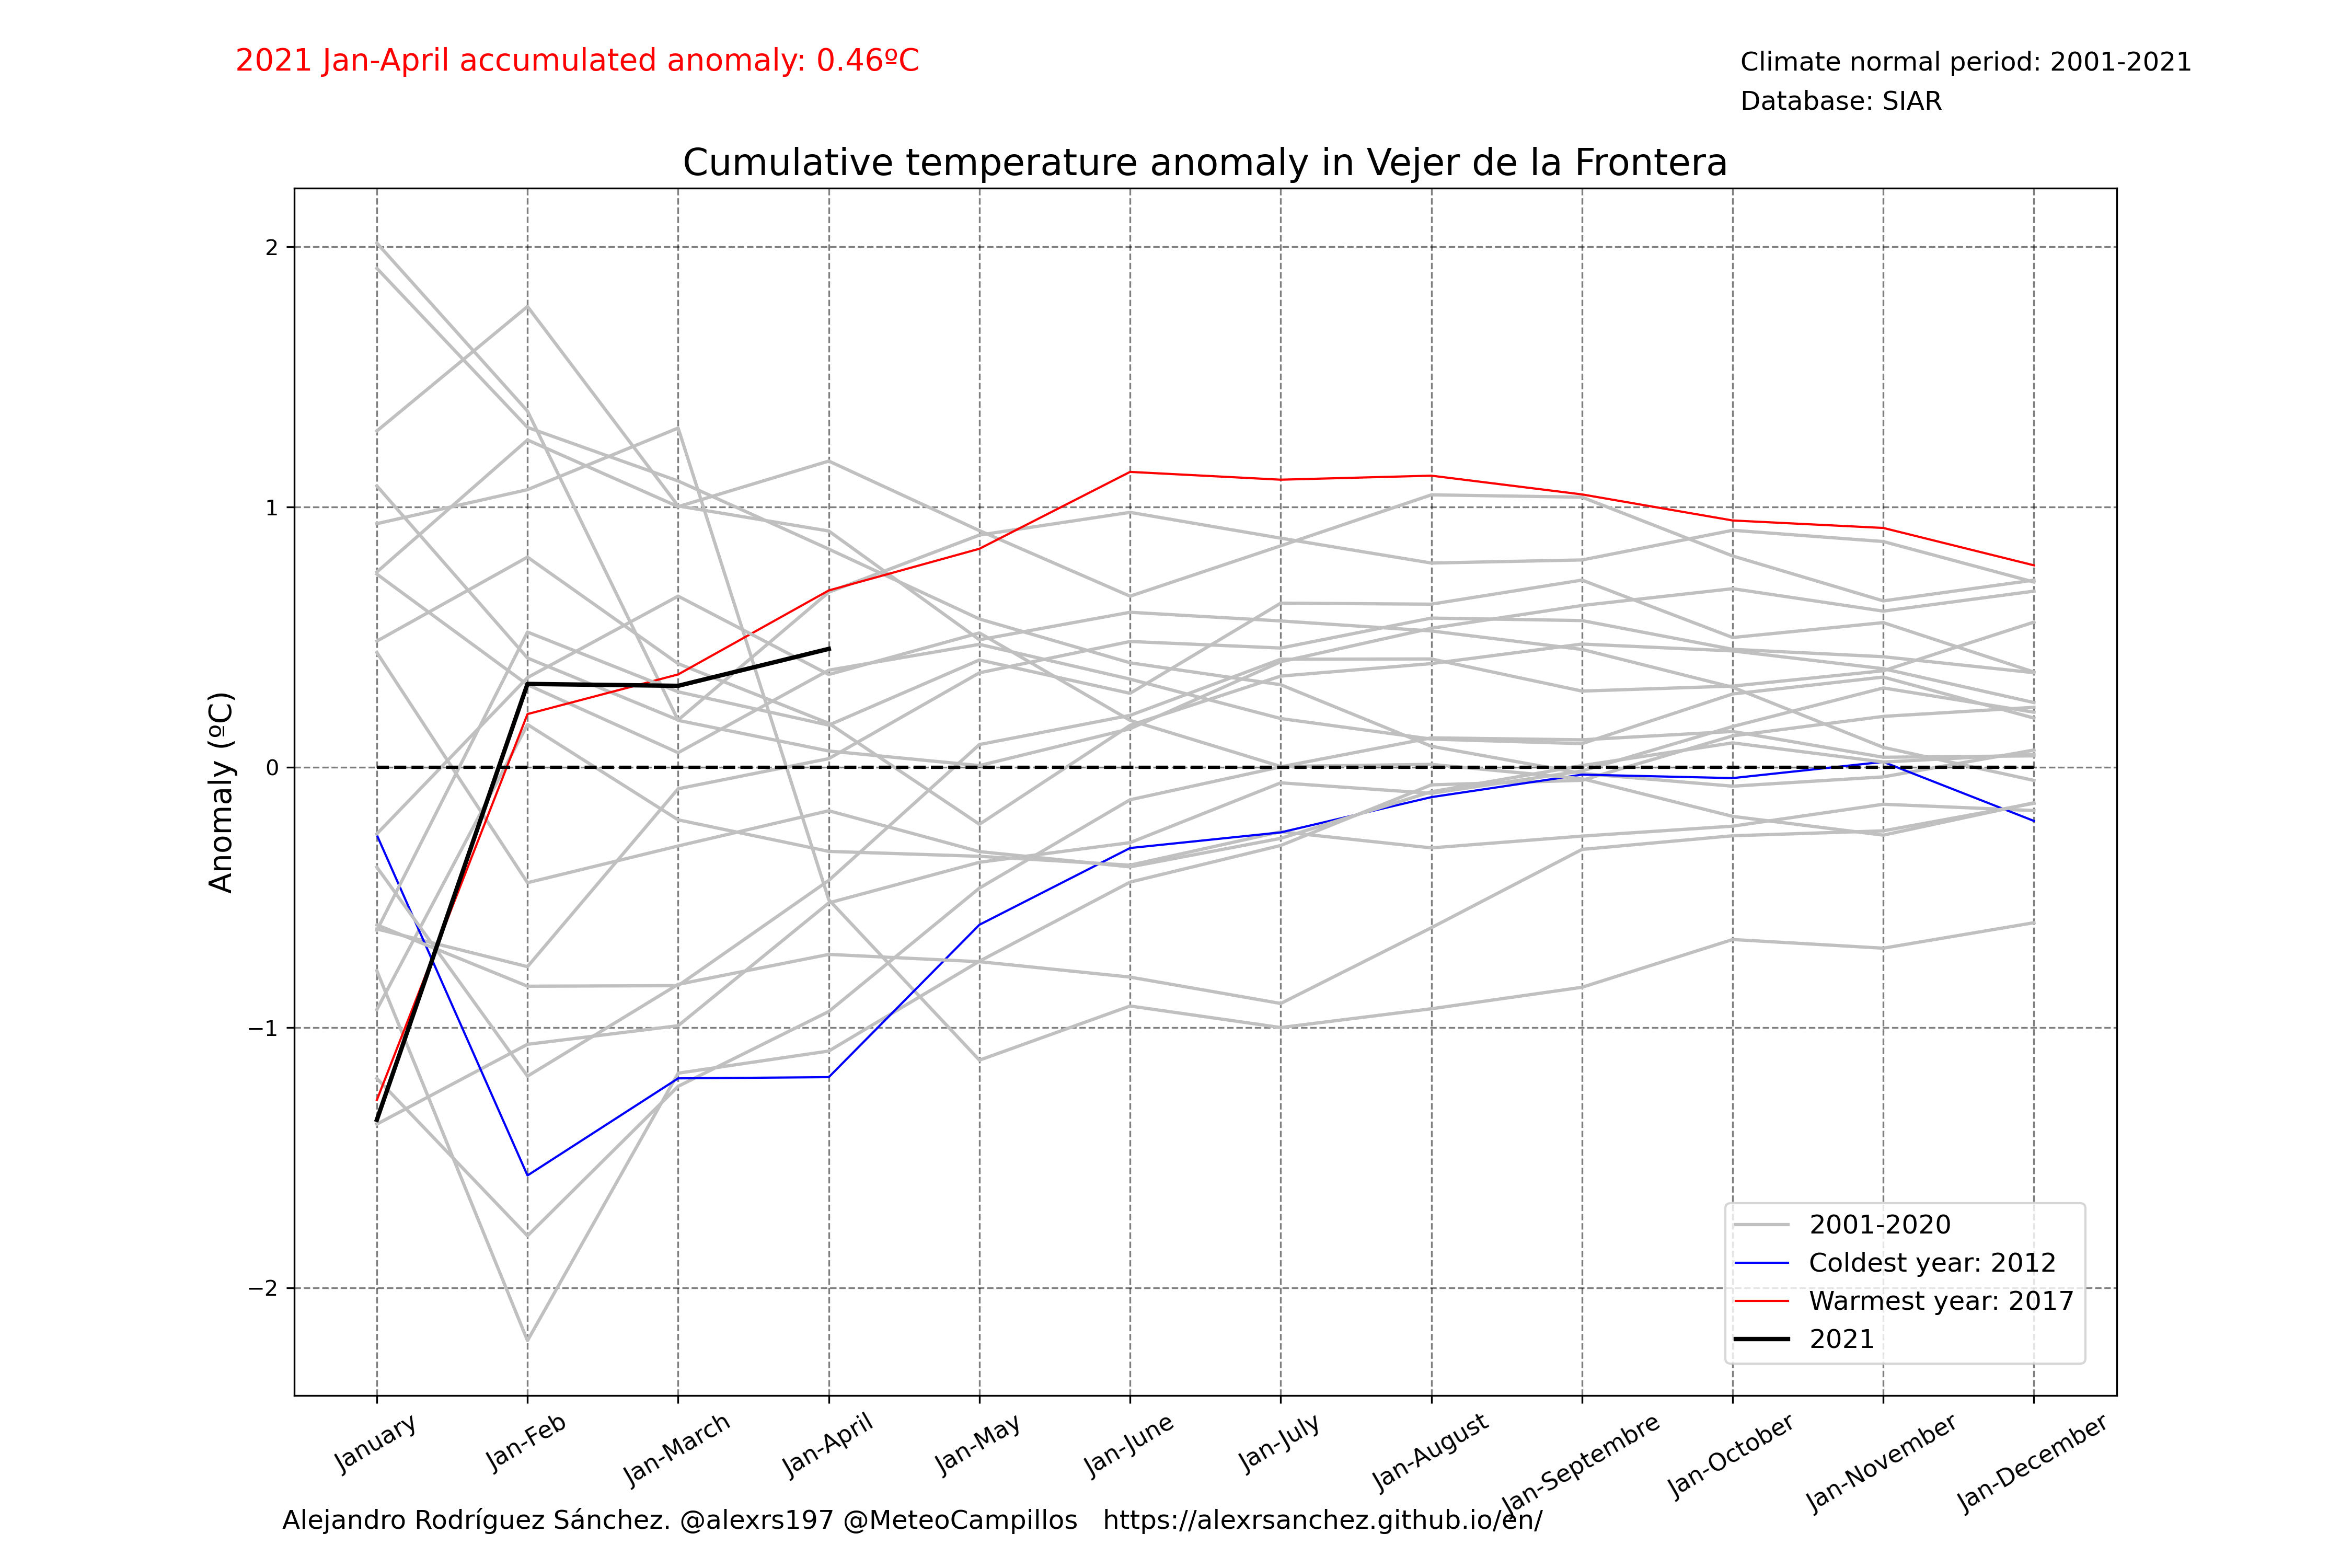 2021 Jan-April accumulated anomaly: 0.46ºC
Climate normal period: 2001-2021
Database: SIAR
Cumulative temperature anomaly in Vejer de la Frontera
Anomaly (ºC)
2
1
0
−1
−2
2001-2020
Coldest year: 2012
Warmest year: 2017
2021
January
Jan-Feb
Jan-March
Jan-April
Jan-May
Jan-June
Jan-July
Jan-August
Jan-Septembre
Jan-October
Jan-November
Jan-December
Alejandro Rodríguez Sánchez. @alexrs197 @MeteoCampillos https://alexrsanchez.github.io/en/